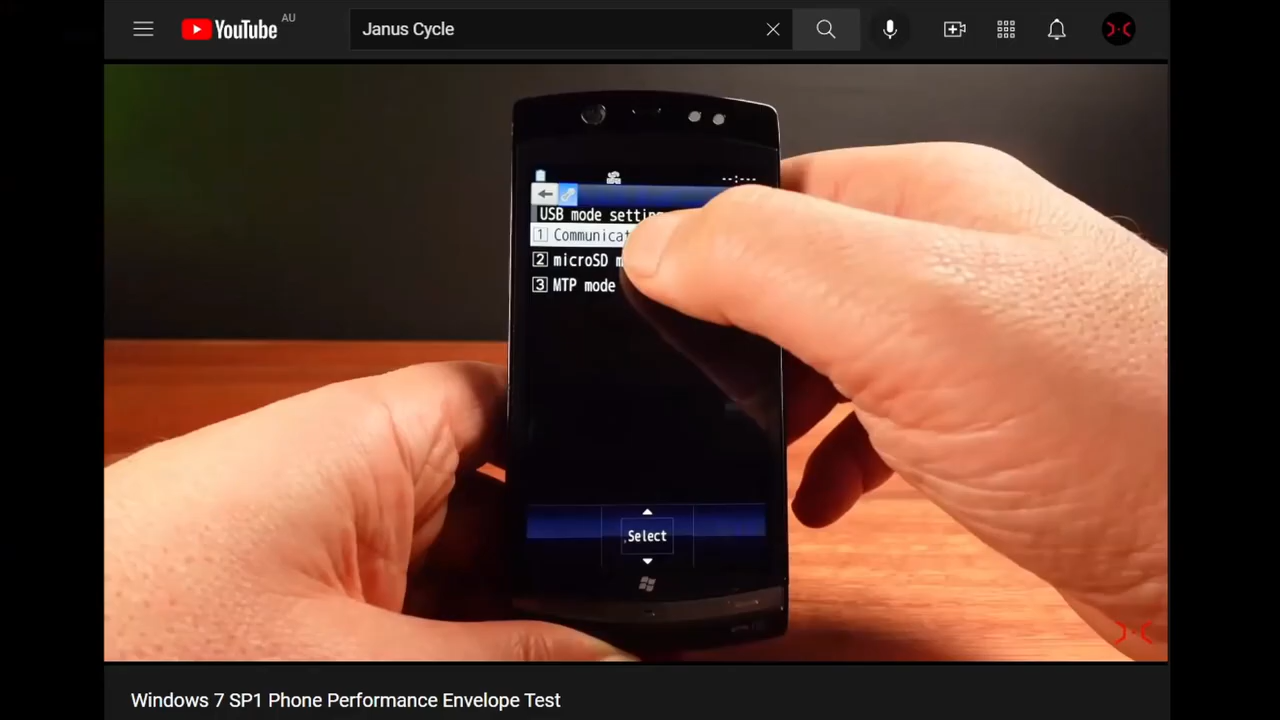 YouTube AU
Janus Cycle
--:--
USB mode settin
1 Communicat
2 microSD m
3 MTP mode
Select
Windows 7 SP1 Phone Performance Envelope Test